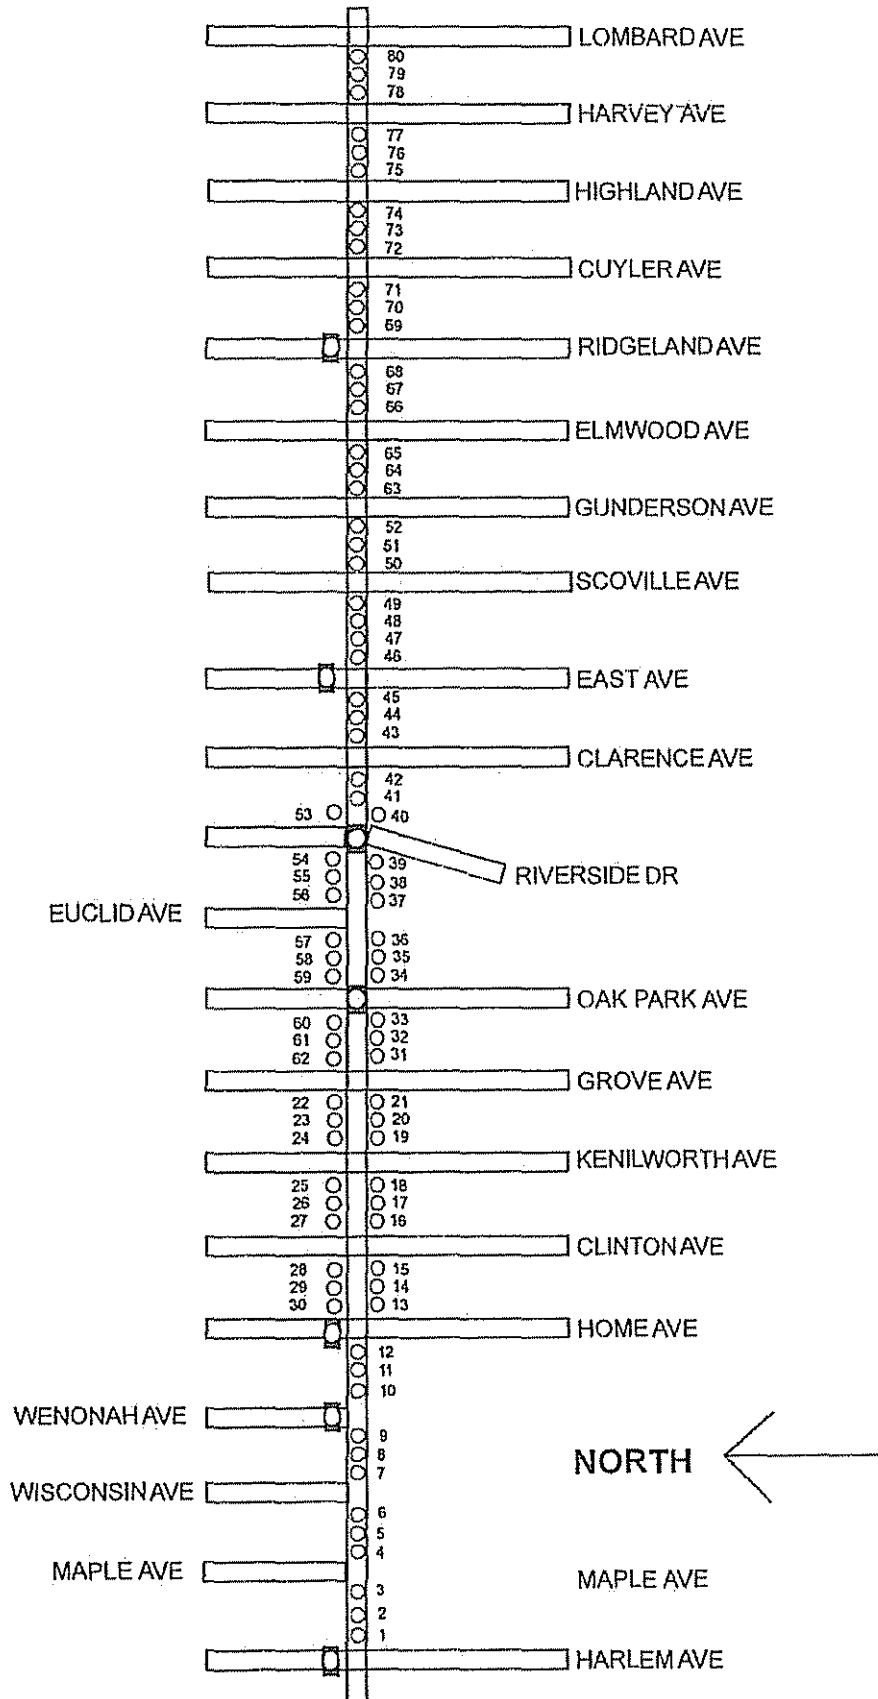 LOMBARD AVE
80
79
78
HARVEY AVE
77
76
75
HIGHLAND AVE
74
73
72
CUYLER AVE
71
70
69
RIDGELAND AVE
68
67
66
ELMWOOD AVE
65
64
63
GUNDERSON AVE
52
51
50
SCOVILLE AVE
49
48
47
46
EAST AVE
45
44
43
CLARENCE AVE
42
41
53 40
54 39
55 38
56 37
RIVERSIDE DR
EUCLID AVE
57 36
58 35
59 34
OAK PARK AVE
60 33
61 32
62 31
GROVE AVE
22 21
23 20
24 19
KENILWORTH AVE
25 18
26 17
27 16
CLINTON AVE
28 15
29 14
30 13
HOME AVE
12
11
10
WENONAH AVE
9
8
7
NORTH
WISCONSIN AVE
6
5
4
MAPLE AVE MAPLE AVE
3
2
1
HARLEM AVE